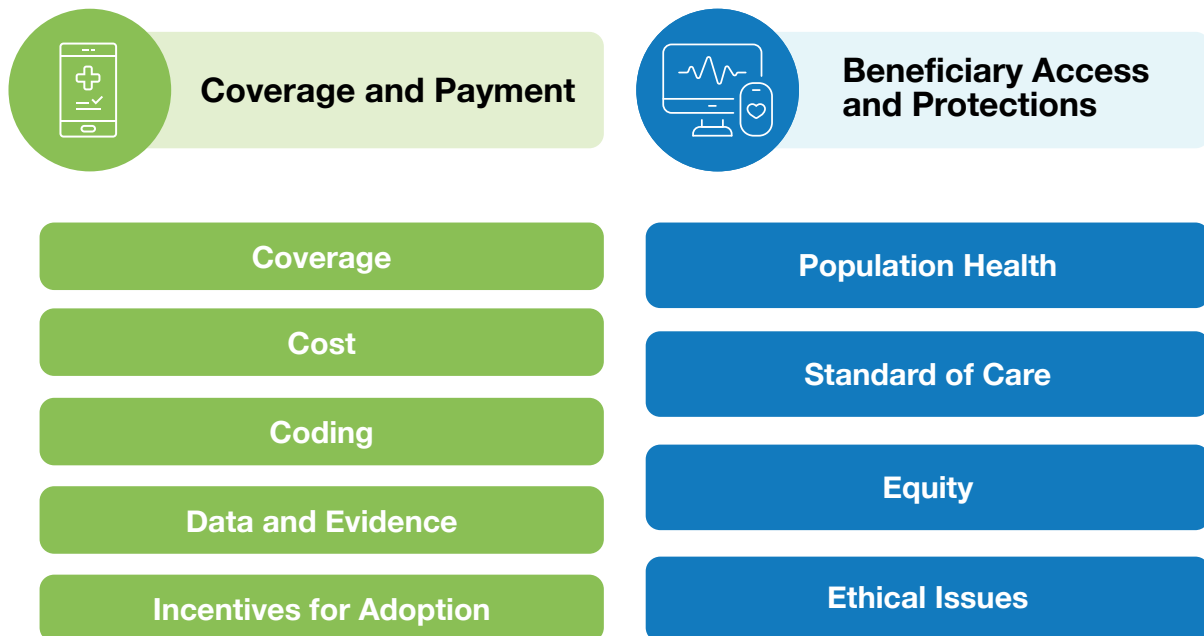 Coverage and Payment
Coverage
Cost
Coding
Data and Evidence
Incentives for Adoption
Beneficiary Access
and Protections
Population Health
Standard of Care
Equity
Ethical Issues